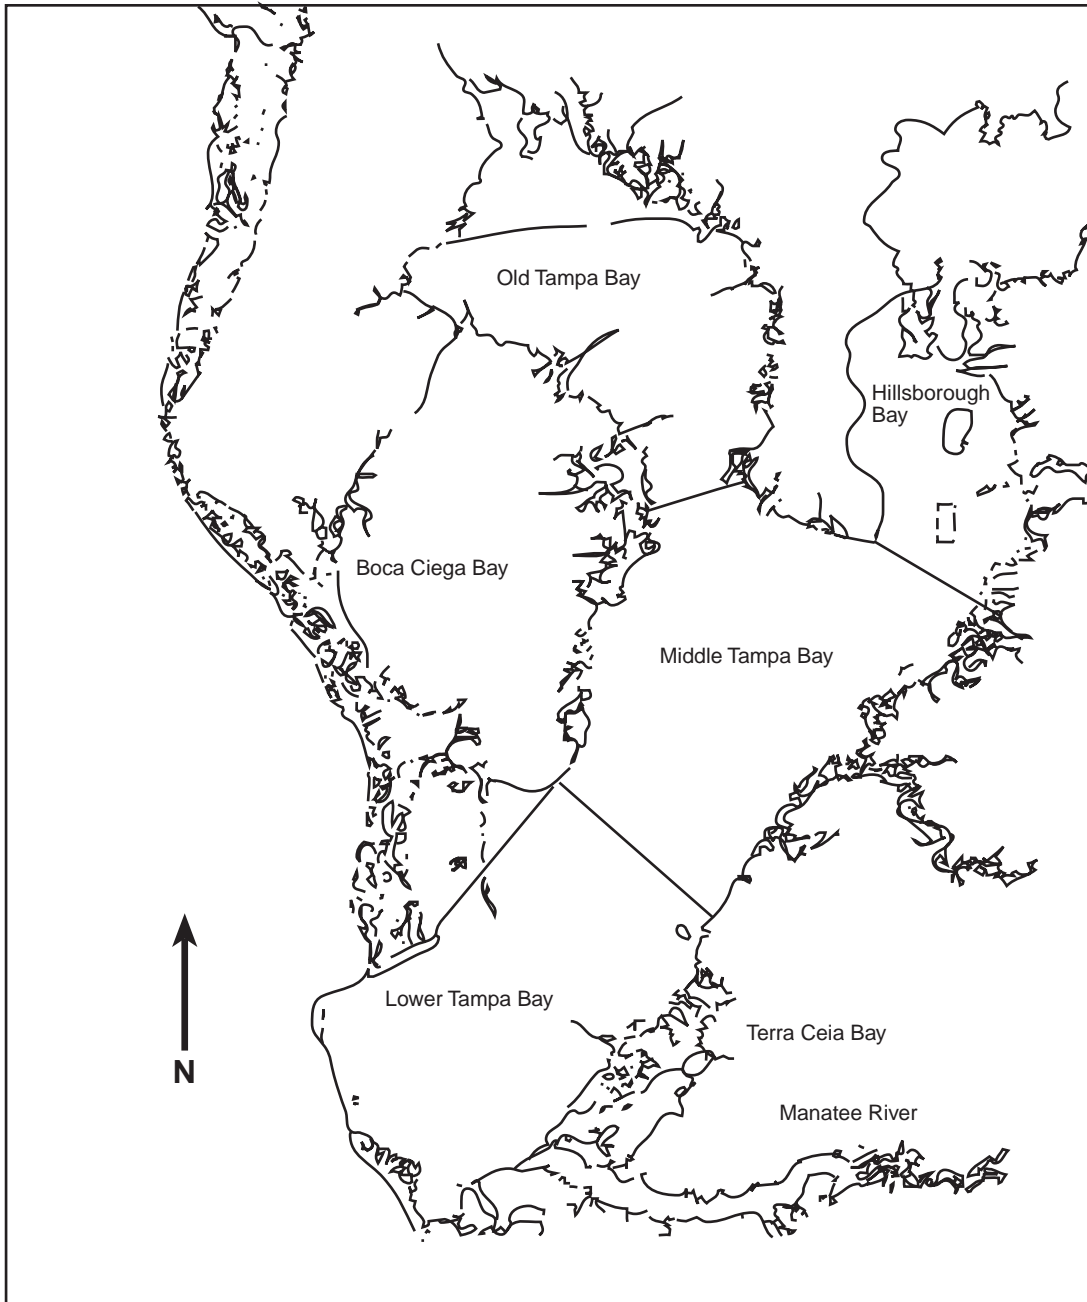 Old Tampa Bay
Hillsborough
Bay
Boca Ciega Bay
Middle Tampa Bay
Lower Tampa Bay
Terra Ceia Bay
N
Manatee River